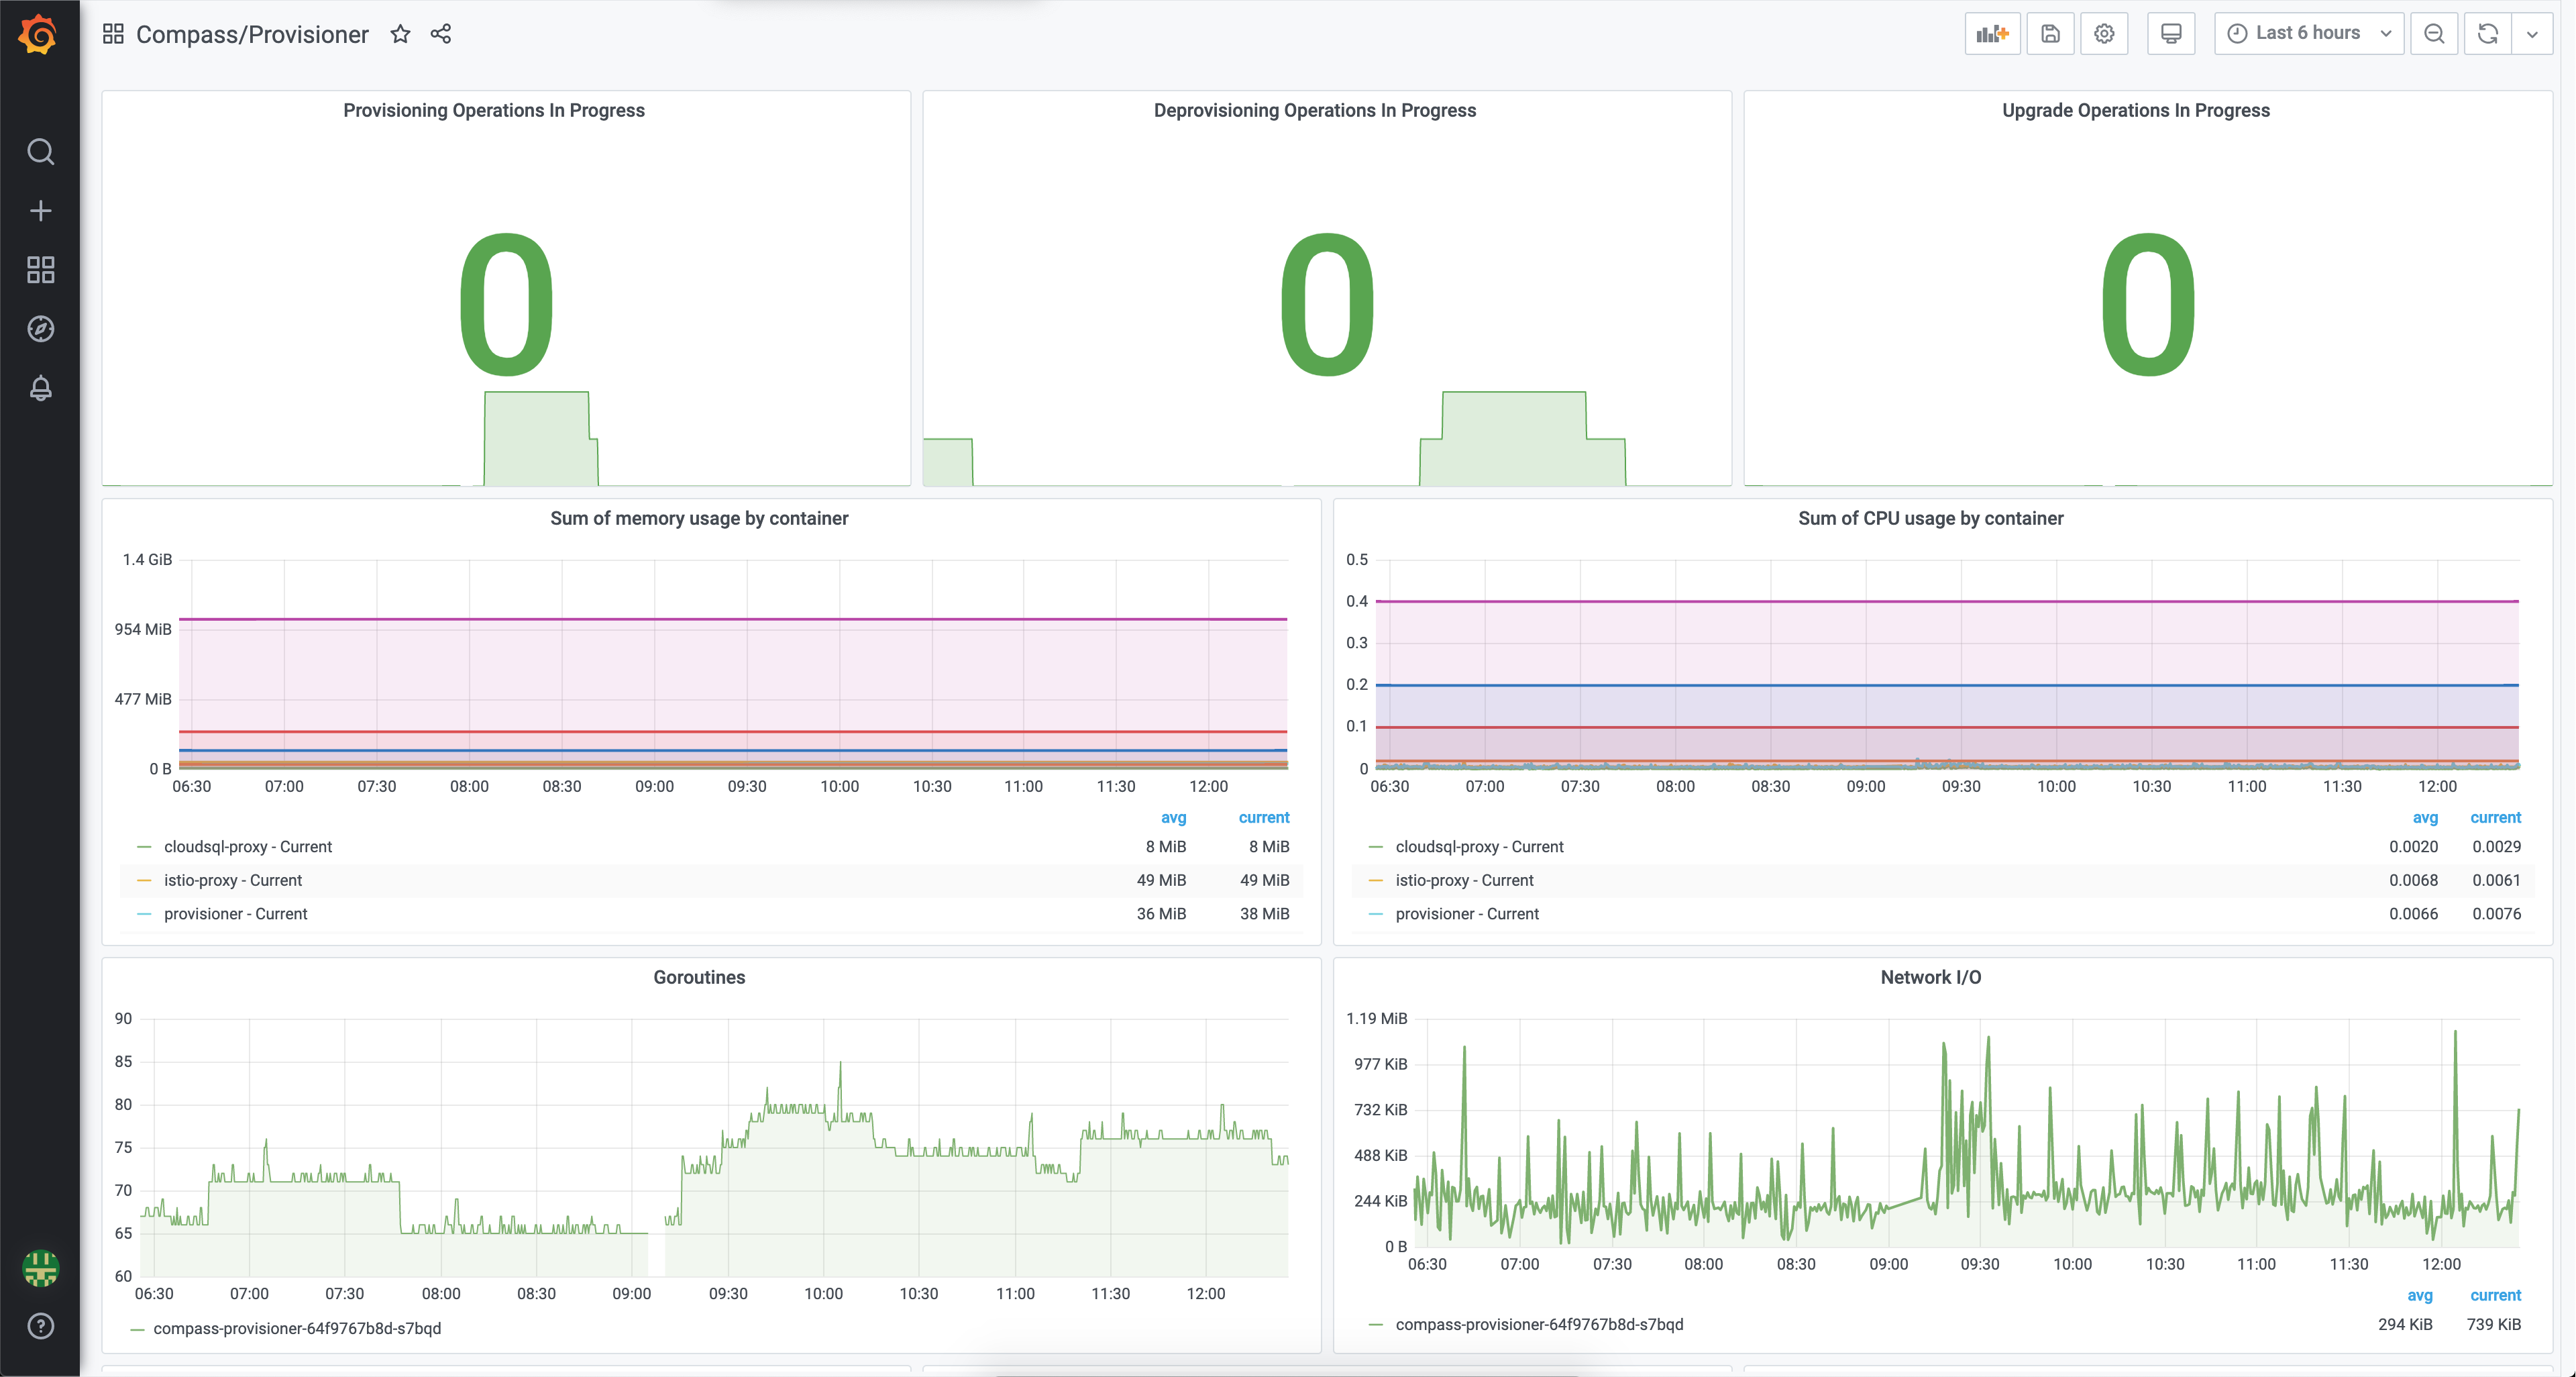 Compass/Provisioner
Last 6 hours
Provisioning Operations In Progress
0
Deprovisioning Operations In Progress
0
Upgrade Operations In Progress
0
Sum of memory usage by container
1.4 GiB
954 MiB
477 MiB
0 B
06:30 07:00 07:30 08:00 08:30 09:00 09:30 10:00 10:30 11:00 11:30 12:00
avg current
cloudsql-proxy - Current 8 MiB 8 MiB
istio-proxy - Current 49 MiB 49 MiB
provisioner - Current 36 MiB 38 MiB
Sum of CPU usage by container
0.5
0.4
0.3
0.2
0.1
0
06:30 07:00 07:30 08:00 08:30 09:00 09:30 10:00 10:30 11:00 11:30 12:00
avg current
cloudsql-proxy - Current 0.0020 0.0029
istio-proxy - Current 0.0068 0.0061
provisioner - Current 0.0066 0.0076
Goroutines
90
85
80
75
70
65
60
06:30 07:00 07:30 08:00 08:30 09:00 09:30 10:00 10:30 11:00 11:30 12:00
compass-provisioner-64f9767b8d-s7bqd
Network I/O
1.19 MiB
977 KiB
732 KiB
488 KiB
244 KiB
0 B
06:30 07:00 07:30 08:00 08:30 09:00 09:30 10:00 10:30 11:00 11:30 12:00
avg current
compass-provisioner-64f9767b8d-s7bqd 294 KiB 739 KiB